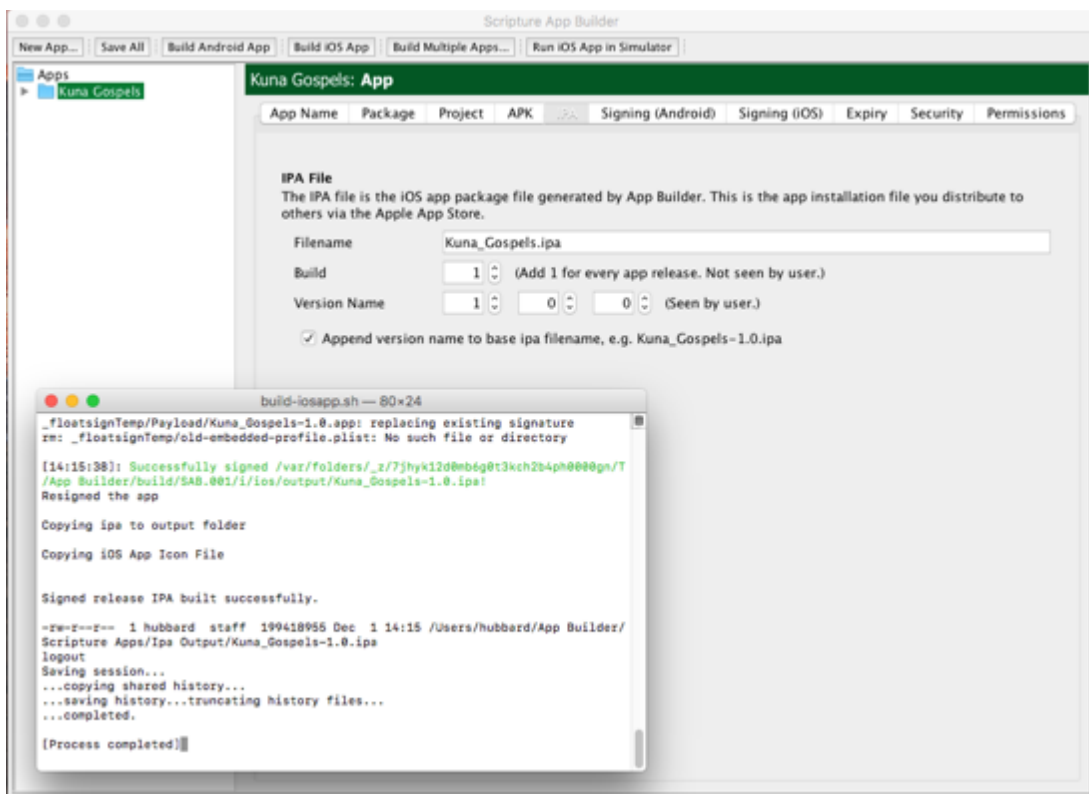 Scripture App Builder
New App... Save All Build Android App Build iOS App Build Multiple Apps... Run iOS App in Simulator
Apps
Kuna Gospels
Kuna Gospels: App
App Name Package Project APK IPA Signing (Android) Signing (iOS) Expiry Security Permissions
IPA File
The IPA file is the iOS app package file generated by App Builder. This is the app installation file you distribute to
others via the Apple App Store.
Filename Kuna_Gospels.ipa
Build 1 (Add 1 for every app release. Not seen by user.)
Version Name 1 0 0 (Seen by user.)
Append version name to base ipa filename, e.g. Kuna_Gospels-1.0.ipa
build-iosapp.sh — 80×24
_floatsignTemp/Payload/Kuna_Gospels-1.0.app: replacing existing signature
rm: _floatsignTemp/old-embedded-profile.plist: No such file or directory
[14:15:38]: Successfully signed /var/folders/_z/7jhyk12d0mb6g0t3kch2b4ph0000gn/T
/App Builder/build/SAB.001/i/ios/output/Kuna_Gospels-1.0.ipa!
Resigned the app
Copying ipa to output folder
Copying iOS App Icon File
Signed release IPA built successfully.
-rw-r--r-- 1 hubbard staff 199418955 Dec 1 14:15 /Users/hubbard/App Builder/
Scripture Apps/Ipa Output/Kuna_Gospels-1.0.ipa
logout
Saving session...
...copying shared history...
...saving history...truncating history files...
...completed.
[Process completed]